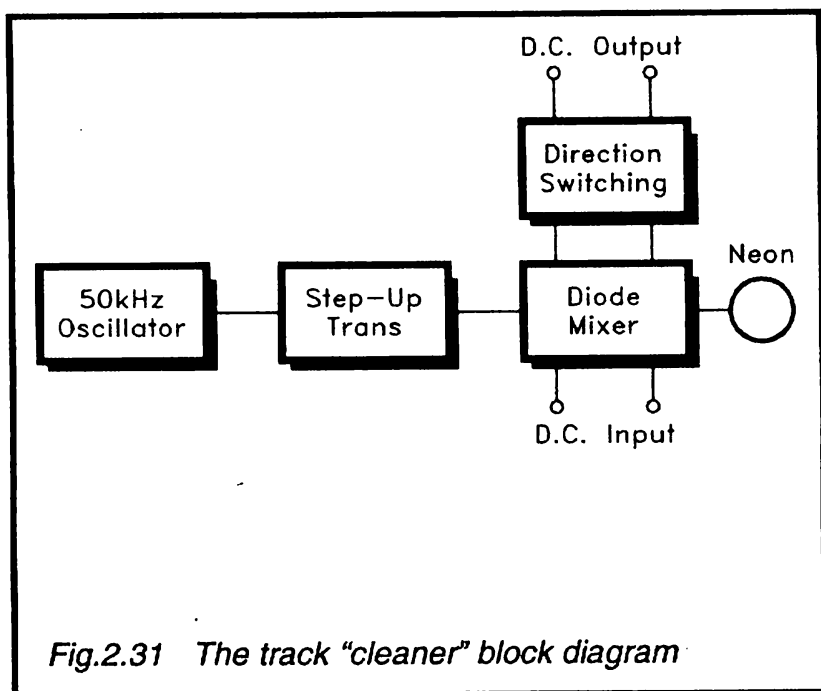 D.C. Output
Direction
Switching
Neon
50kHz
Oscillator
Step-Up
Trans
Diode
Mixer
D.C. Input
Fig.2.31 The track “cleaner” block diagram